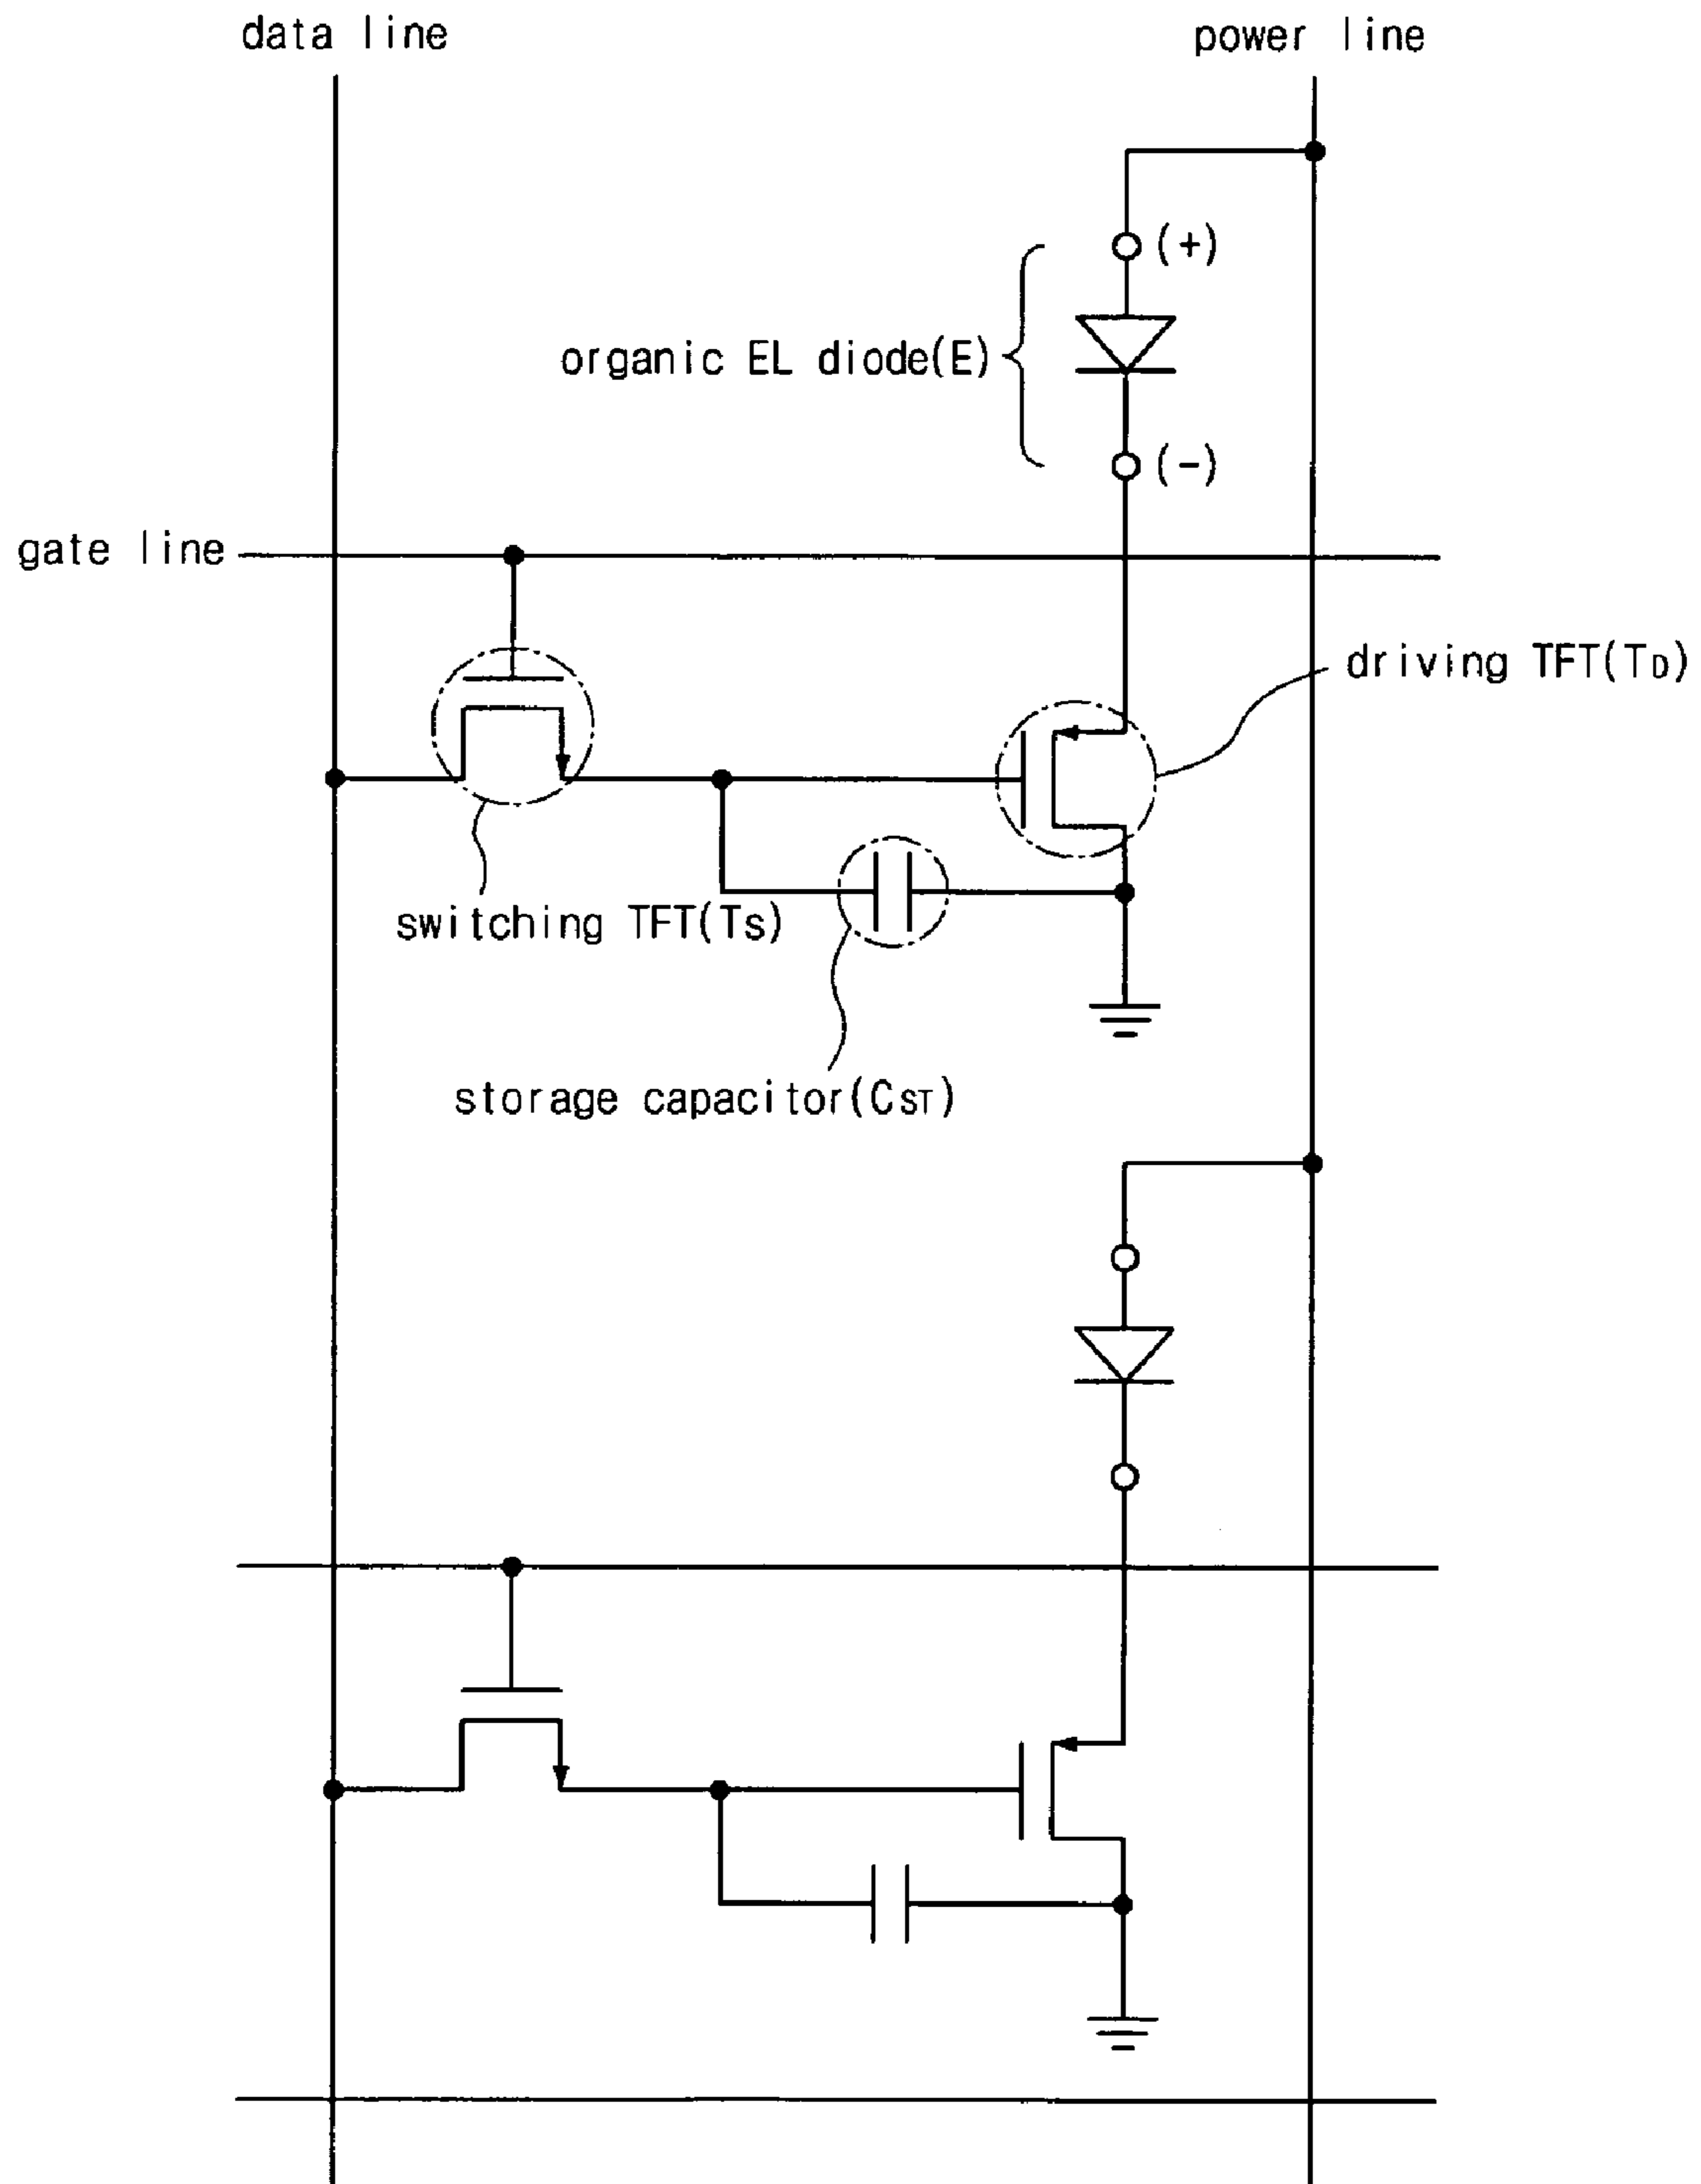 data line
power line
(+)
organic EL diode(E)
(-)
gate line
driving TFT(TD)
switching TFT(Ts)
storage capacitor(CST)